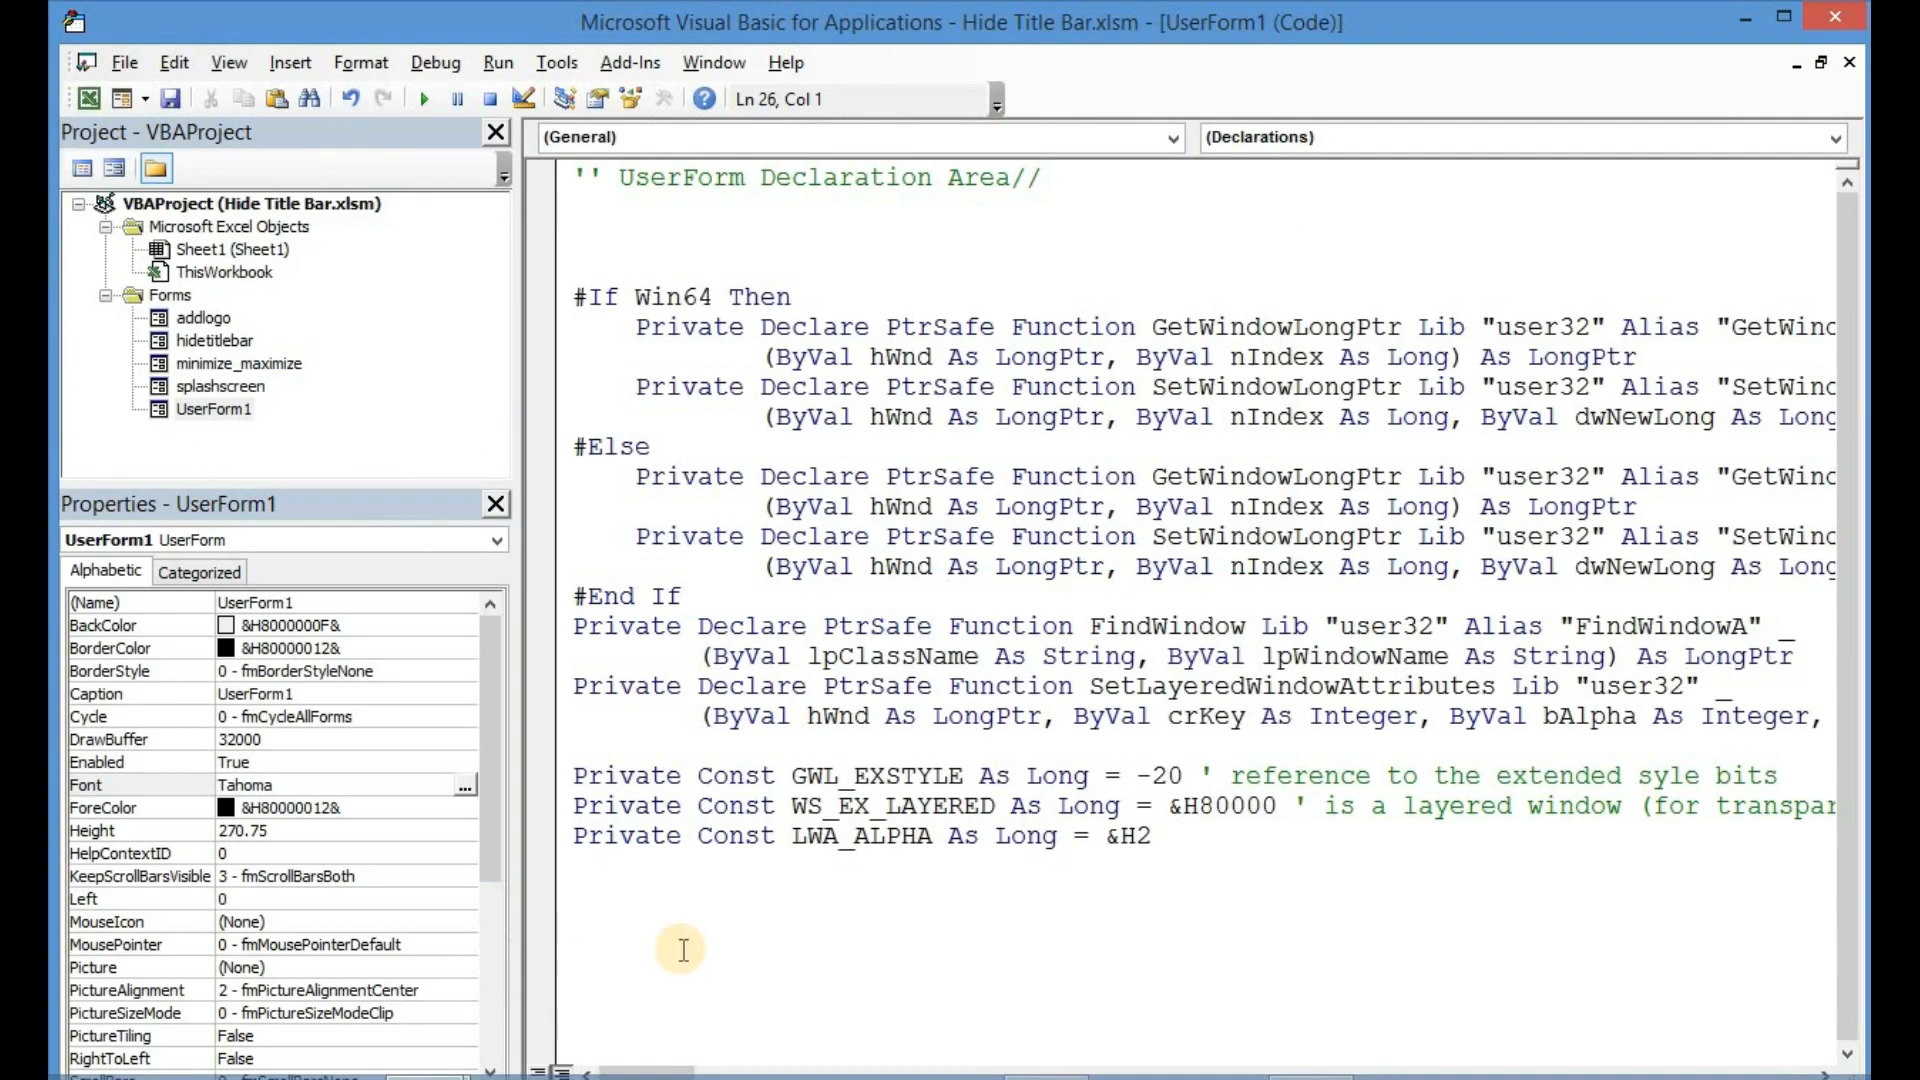 Microsoft Visual Basic for Applications - Hide Title Bar.xlsm - [UserForm1 (Code)]
File Edit View Insert Format Debug Run Tools Add-Ins Window Help
Ln 26, Col 1
Project - VBAProject
VBAProject (Hide Title Bar.xlsm)
Microsoft Excel Objects
Sheet1 (Sheet1)
ThisWorkbook
Forms
addlogo
hidetitlebar
minimize_maximize
splashscreen
UserForm1
Properties - UserForm1
UserForm1 UserForm
Alphabetic Categorized
(Name) UserForm1
BackColor &H8000000F&
BorderColor &H80000012&
BorderStyle 0 - fmBorderStyleNone
Caption UserForm1
Cycle 0 - fmCycleAllForms
DrawBuffer 32000
Enabled True
Font Tahoma ...
ForeColor &H80000012&
Height 270.75
HelpContextID 0
KeepScrollBarsVisible 3 - fmScrollBarsBoth
Left 0
MouseIcon (None)
MousePointer 0 - fmMousePointerDefault
Picture (None)
PictureAlignment 2 - fmPictureAlignmentCenter
PictureSizeMode 0 - fmPictureSizeModeClip
PictureTiling False
RightToLeft False
(General) (Declarations)
'' UserForm Declaration Area//
#If Win64 Then
Private Declare PtrSafe Function GetWindowLongPtr Lib "user32" Alias "GetWinc
(ByVal hWnd As LongPtr, ByVal nIndex As Long) As LongPtr
Private Declare PtrSafe Function SetWindowLongPtr Lib "user32" Alias "SetWinc
(ByVal hWnd As LongPtr, ByVal nIndex As Long, ByVal dwNewLong As Long
#Else
Private Declare PtrSafe Function GetWindowLongPtr Lib "user32" Alias "GetWinc
(ByVal hWnd As LongPtr, ByVal nIndex As Long) As LongPtr
Private Declare PtrSafe Function SetWindowLongPtr Lib "user32" Alias "SetWinc
(ByVal hWnd As LongPtr, ByVal nIndex As Long, ByVal dwNewLong As Long
#End If
Private Declare PtrSafe Function FindWindow Lib "user32" Alias "FindWindowA" _
(ByVal lpClassName As String, ByVal lpWindowName As String) As LongPtr
Private Declare PtrSafe Function SetLayeredWindowAttributes Lib "user32" _
(ByVal hWnd As LongPtr, ByVal crKey As Integer, ByVal bAlpha As Integer,
Private Const GWL_EXSTYLE As Long = -20 ' reference to the extended syle bits
Private Const WS_EX_LAYERED As Long = &H80000 ' is a layered window (for transpar
Private Const LWA_ALPHA As Long = &H2